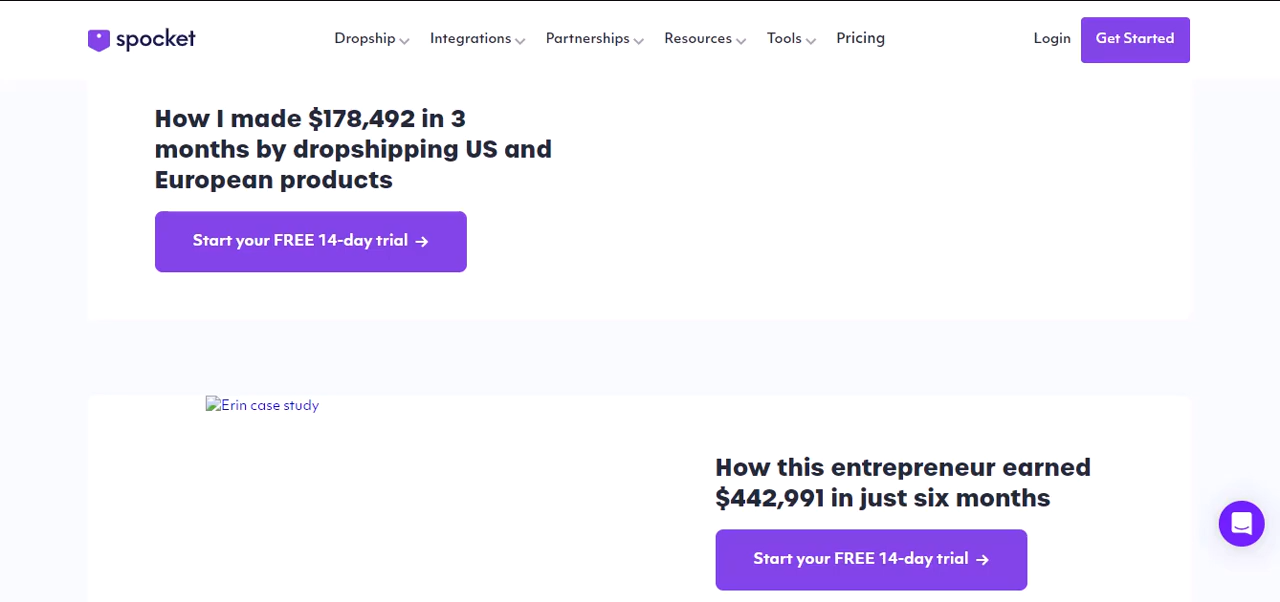 spocket
Dropship
Integrations
Partnerships
Resources
Tools
Pricing
Login
Get Started
How I made $178,492 in 3
months by dropshipping US and
European products
Start your FREE 14-day trial →
Erin case study
How this entrepreneur earned
$442,991 in just six months
Start your FREE 14-day trial →